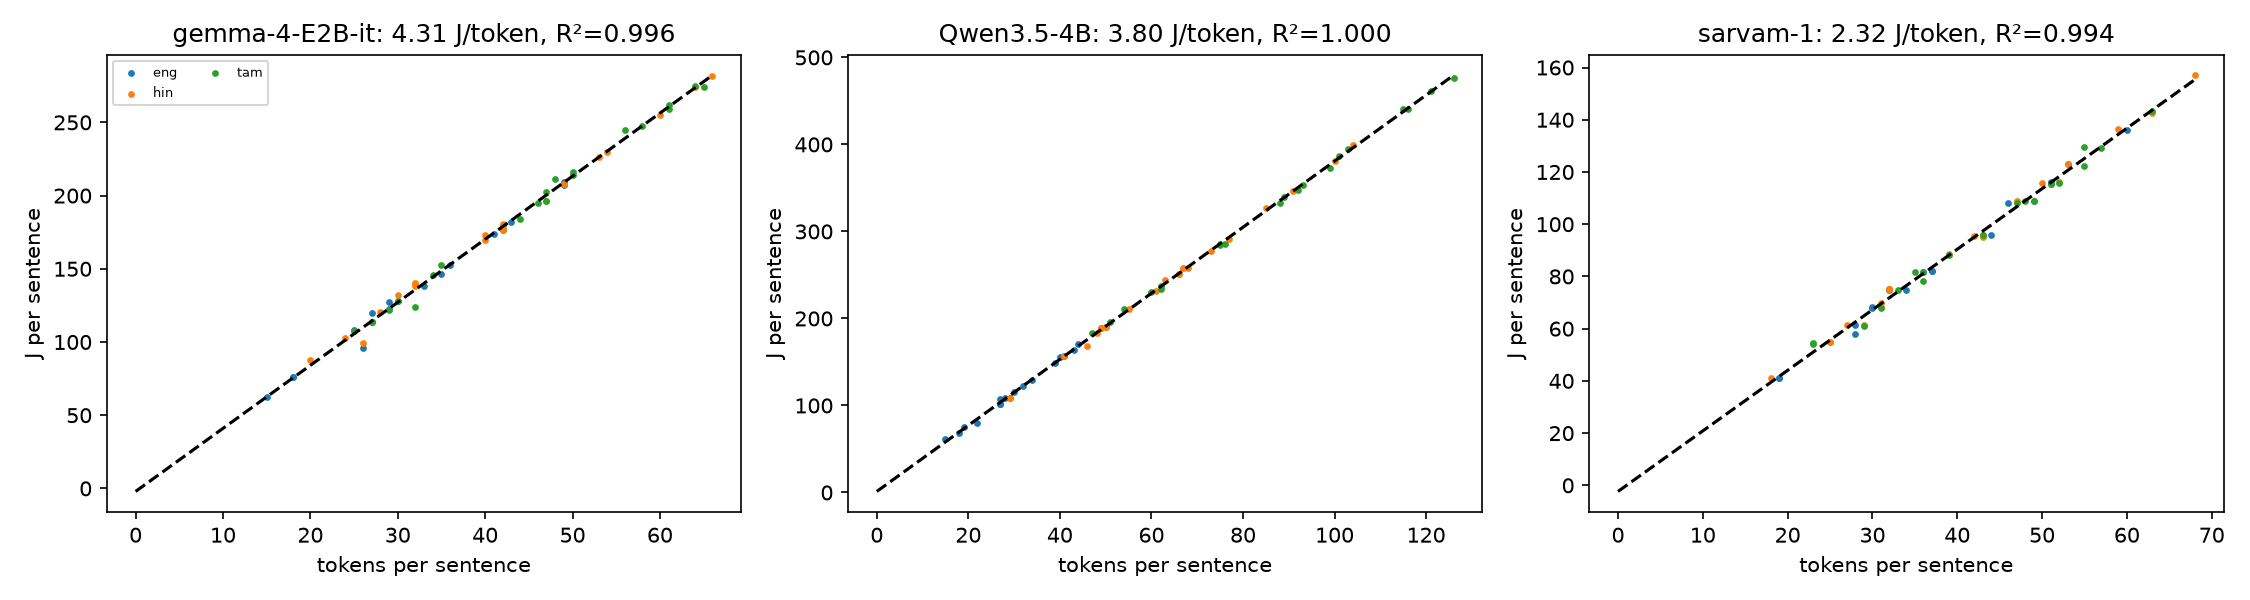 gemma-4-E2B-it: 4.31 J/token, R²=0.996
eng
hin
tam
J per sentence
250
200
150
100
50
0
0 10 20 30 40 50 60
tokens per sentence
Qwen3.5-4B: 3.80 J/token, R²=1.000
J per sentence
500
400
300
200
100
0
0 20 40 60 80 100 120
tokens per sentence
sarvam-1: 2.32 J/token, R²=0.994
J per sentence
160
140
120
100
80
60
40
20
0
0 10 20 30 40 50 60 70
tokens per sentence